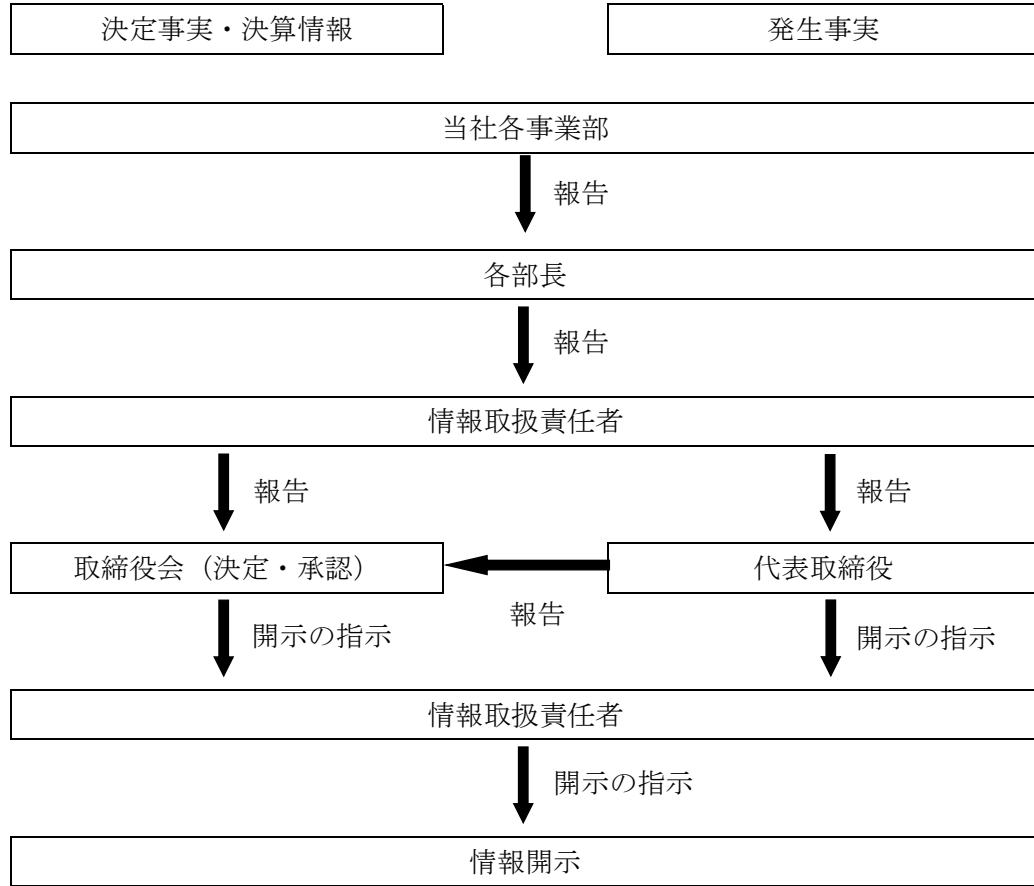 決定事実・決算情報
発生事実
当社各事業部
報告
各部長
報告
情報取扱責任者
報告
報告
取締役会（決定・承認）
代表取締役
報告
開示の指示
開示の指示
情報取扱責任者
開示の指示
情報開示